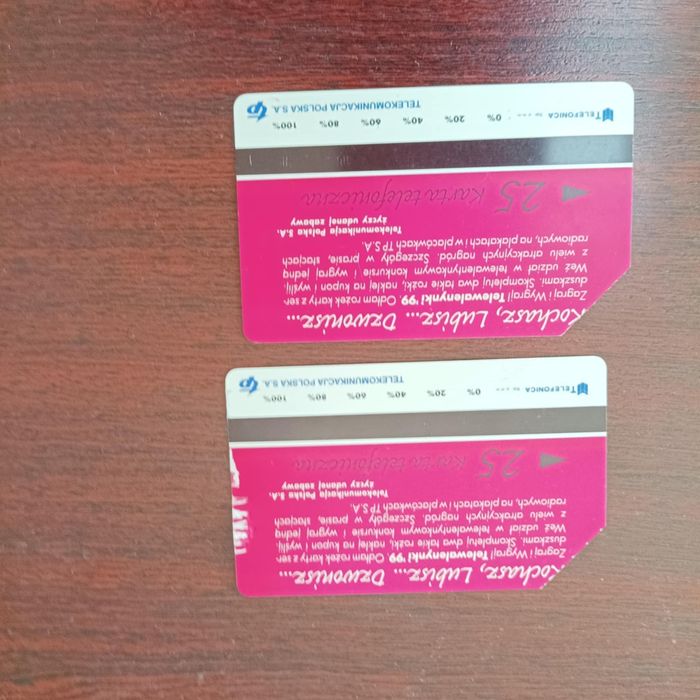 Kochasz, Lubisz... Dzwonisz...
Zagraj i Wygraj! Telewalentynki '99. Odłam rożek z karty z ser-
duszkami. Skompletuj dwa takie rożki, naklej na kupon i wyślij.
Weź udział w telewalentynkowym konkursie i wygraj jedną
z wielu atrakcyjnych nagród. Szczegóły w prasie, stacjach
radiowych, na plakatach i w placówkach TP S.A.
Telekomunikacja Polska S.A.
życzy udanej zabawy
25 Karta telefoniczna
TELEFONICA 0% 20% 40% 60% 80% 100%
TELEKOMUNIKACJA POLSKA S.A. tp
Kochasz, Lubisz... Dzwonisz...
Zagraj i Wygraj! Telewalentynki '99. Odłam rożek z karty z ser-
duszkami. Skompletuj dwa takie rożki, naklej na kupon i wyślij.
Weź udział w telewalentynkowym konkursie i wygraj jedną
z wielu atrakcyjnych nagród. Szczegóły w prasie, stacjach
radiowych, na plakatach i w placówkach TP S.A.
Telekomunikacja Polska S.A.
życzy udanej zabawy
25 Karta telefoniczna
TELEFONICA 0% 20% 40% 60% 80% 100%
TELEKOMUNIKACJA POLSKA S.A. tp